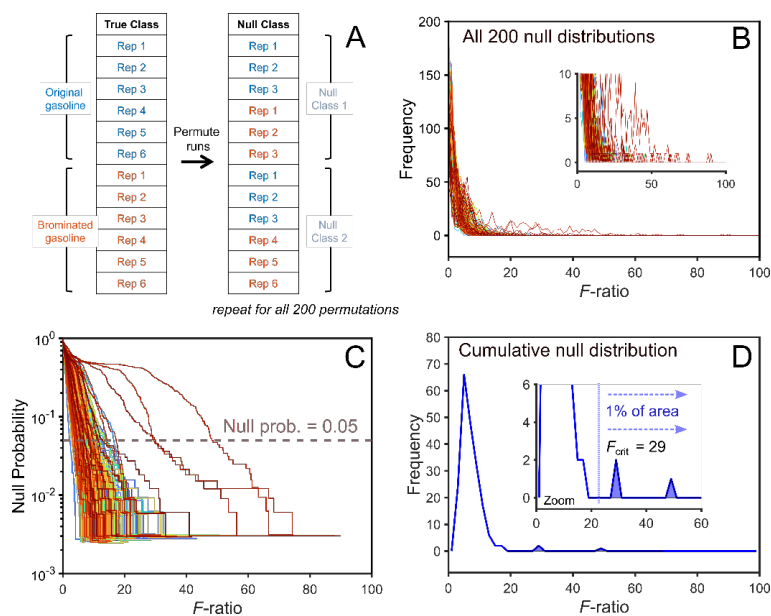 A
True Class
Rep 1
Rep 2
Rep 3
Rep 4
Rep 5
Rep 6
Rep 1
Rep 2
Rep 3
Rep 4
Rep 5
Rep 6
Original
gasoline
Brominated
gasoline
Permute
runs
Null Class
Rep 1
Rep 2
Rep 3
Rep 1
Rep 2
Rep 3
Rep 1
Rep 2
Rep 3
Rep 4
Rep 5
Rep 6
Null
Class 1
Null
Class 2
repeat for all 200 permutations
B
All 200 null distributions
Frequency
200
150
100
50
0
0 20 40 60 80 100
F-ratio
10
5
0
0 50 100
C
Null Probability
10⁰
10⁻¹
10⁻²
10⁻³
Null prob. = 0.05
0 20 40 60 80 100
F-ratio
D
Cumulative null distribution
Frequency
80
70
60
50
40
30
20
10
0
0 20 40 60 80 100
F-ratio
6
4
2
0
1% of area
Fcrit = 29
Zoom
0 20 40 60